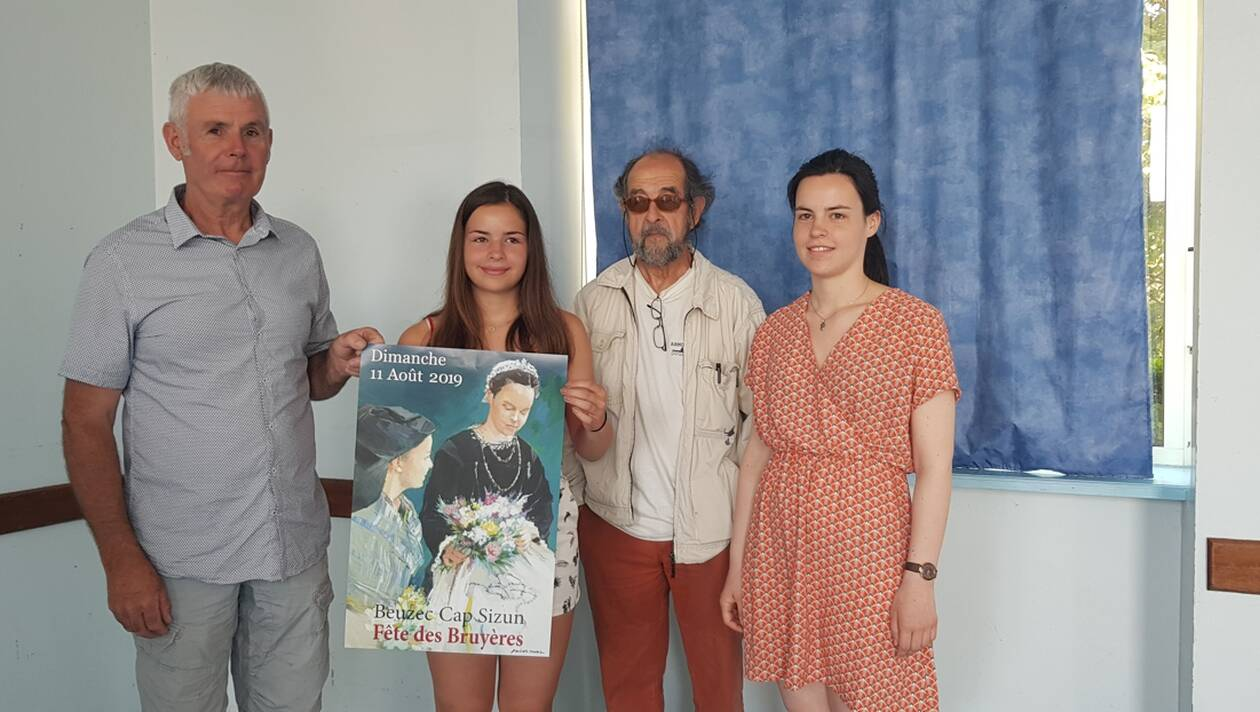 Dimanche
11 Août 2019
Beuzec Cap Sizun
Fête des Bruyères